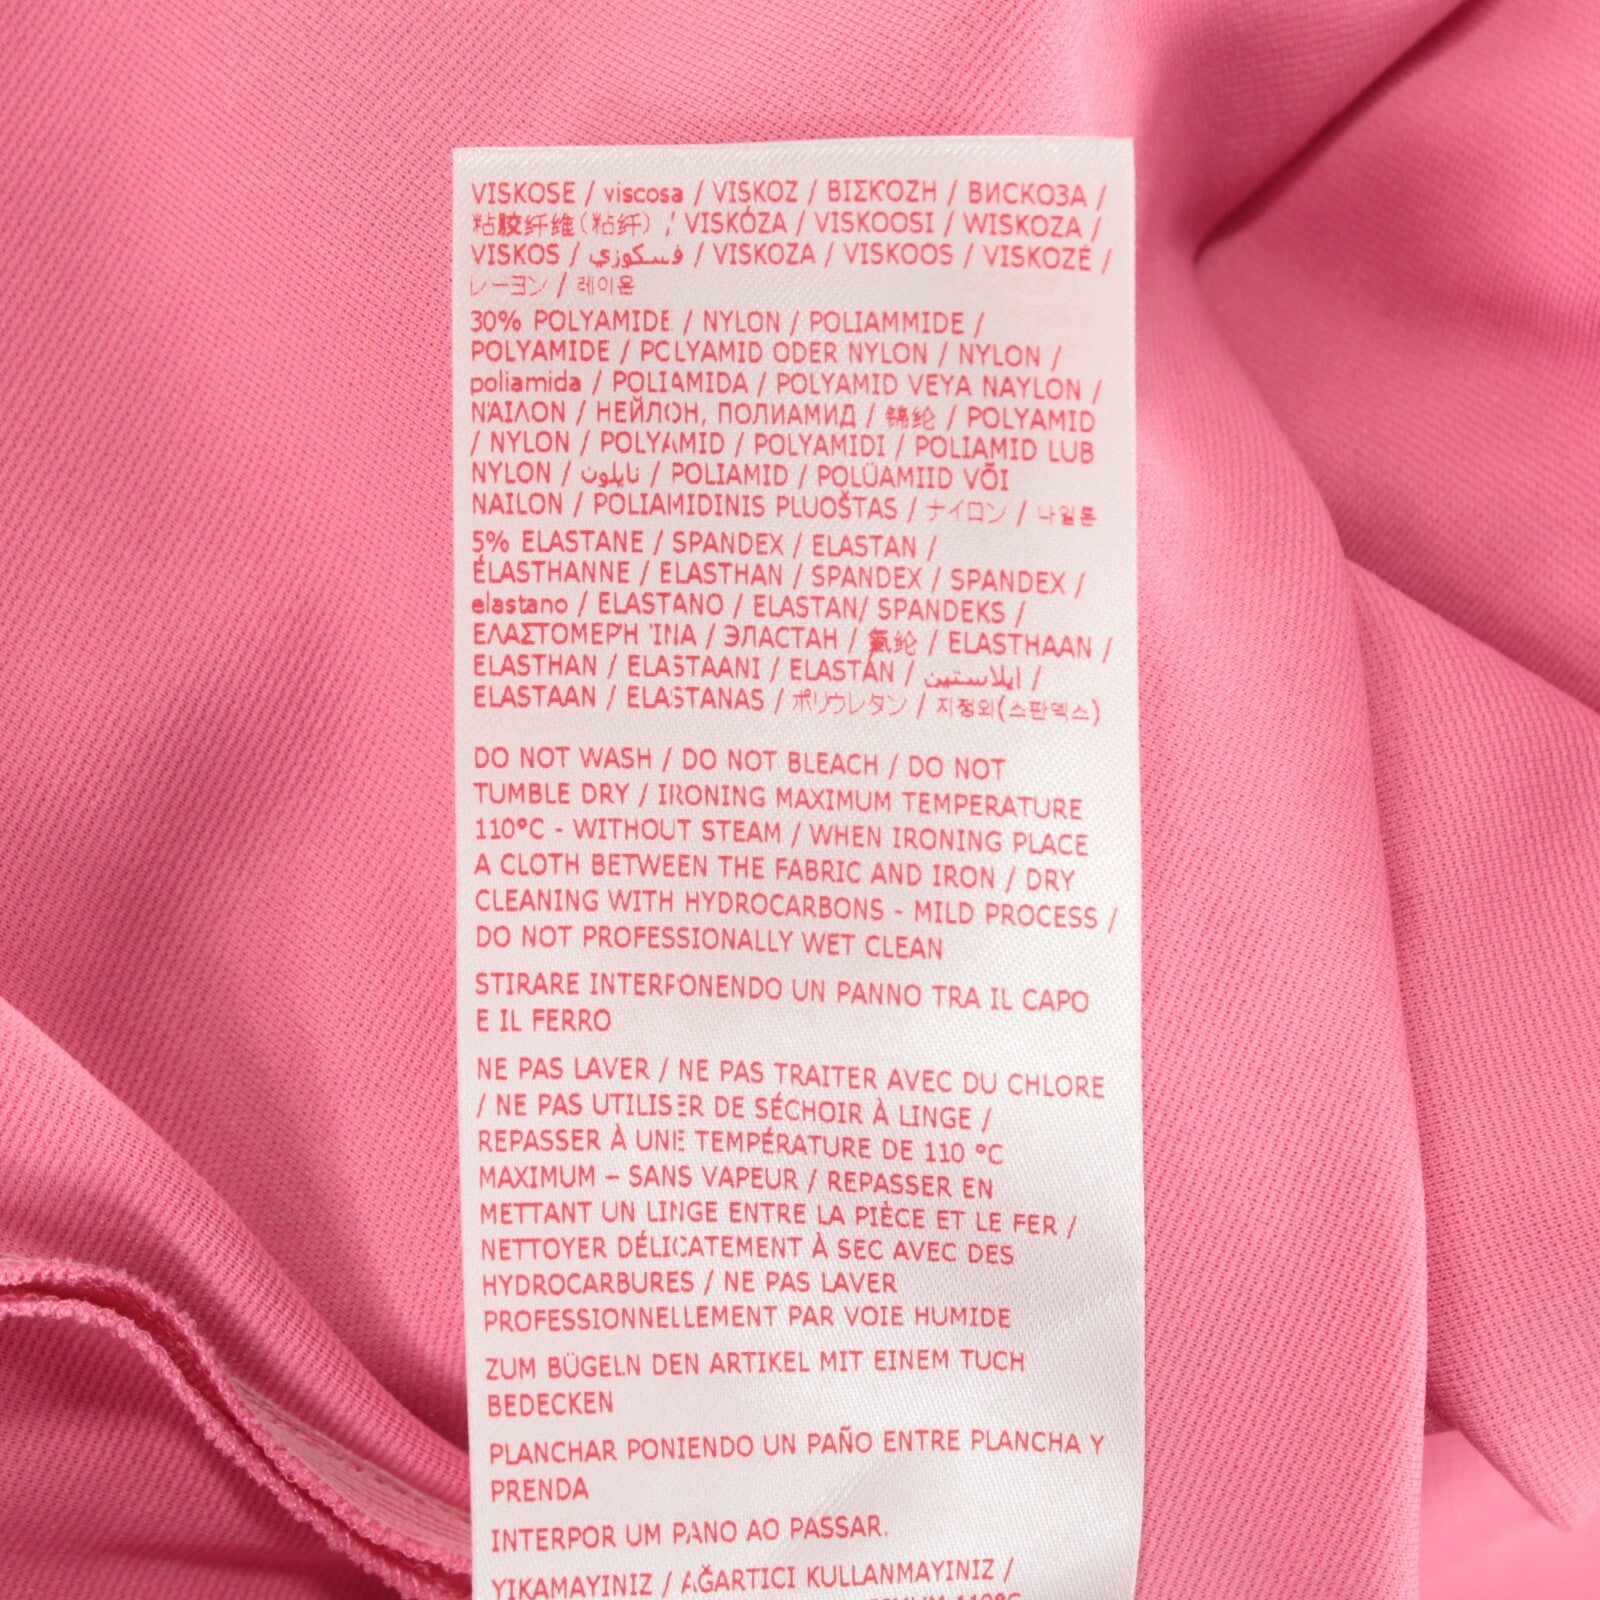 VISKOSE / viscosa / VISKOZ / ΒΙΣΚΌΖΗ / ВИСКОЗА /
粘胶纤维(粘纤) / VISKÓZA / VISKOOSI / WISKOZA /
VISKOS / فسكوزي / VISKOZA / VISKOOS / VISKOZĖ /
レーヨン / 레이온
30% POLYAMIDE / NYLON / POLIAMMIDE /
POLYAMIDE / POLYAMID ODER NYLON / NYLON /
poliamida / POLIAMIDA / POLYAMID VEYA NAYLON /
ΝΆΙΛΟΝ / НЕЙЛОН, ПОЛИАМИД / 锦纶 / POLYAMID
/ NYLON / POLYAMID / POLYAMIDI / POLIAMID LUB
NYLON / نايلون / POLIAMID / POLÜAMIID VÕI
NAILON / POLIAMIDINIS PLUOŠTAS / ナイロン / 나일론
5% ELASTANE / SPANDEX / ELASTAN /
ÉLASTHANNE / ELASTHAN / SPANDEX / SPANDEX /
elastano / ELASTANO / ELASTAN/ SPANDEKS /
ΕΛΑΣΤΟΜΕΡΉ ΊΝΑ / ЭЛАСТАН / 氨纶 / ELASTHAAN /
ELASTHAN / ELASTAANI / ELASTAN / ايلاستين /
ELASTAAN / ELASTANAS / ポリウレタン / 지정외(스판덱스)
DO NOT WASH / DO NOT BLEACH / DO NOT
TUMBLE DRY / IRONING MAXIMUM TEMPERATURE
110°C - WITHOUT STEAM / WHEN IRONING PLACE
A CLOTH BETWEEN THE FABRIC AND IRON / DRY
CLEANING WITH HYDROCARBONS - MILD PROCESS /
DO NOT PROFESSIONALLY WET CLEAN
STIRARE INTERPONENDO UN PANNO TRA IL CAPO
E IL FERRO
NE PAS LAVER / NE PAS TRAITER AVEC DU CHLORE
/ NE PAS UTILISER DE SÉCHOIR À LINGE /
REPASSER À UNE TEMPÉRATURE DE 110 °C
MAXIMUM – SANS VAPEUR / REPASSER EN
METTANT UN LINGE ENTRE LA PIÈCE ET LE FER /
NETTOYER DÉLICATEMENT À SEC AVEC DES
HYDROCARBURES / NE PAS LAVER
PROFESSIONNELLEMENT PAR VOIE HUMIDE
ZUM BÜGELN DEN ARTIKEL MIT EINEM TUCH
BEDECKEN
PLANCHAR PONIENDO UN PAÑO ENTRE PLANCHA Y
PRENDA
INTERPOR UM PANO AO PASSAR.
YIKAMAYINIZ / AĞARTICI KULLANMAYINIZ /
110°C